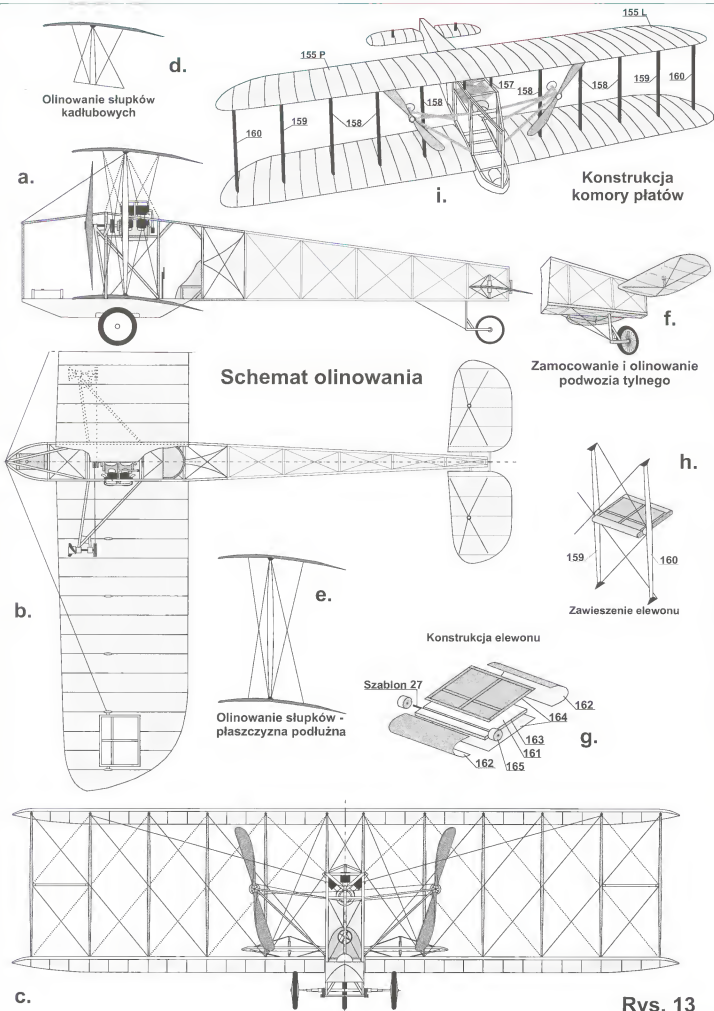 155 L
155 P
d.
Olinowanie słupków
kadłubowych
157
158
158
158
159
160
160
159
158
158
i.
Konstrukcja
komory płatów
a.
f.
Zamocowanie i olinowanie
podwozia tylnego
Schemat olinowania
h.
159
160
Zawieszenie elewonu
b.
e.
Olinowanie słupków -
płaszczyzna podłużna
Konstrukcja elewonu
Szablon 27
162
164
163
161
165
162
g.
c.
Rys. 13